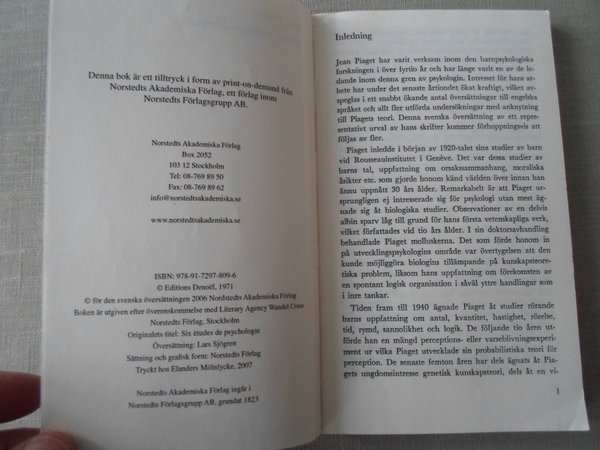 Denna bok är ett tilltryck i form av print-on-demand från
Norstedts Akademiska Förlag, ett förlag inom
Norstedts Förlagsgrupp AB.
Norstedts Akademiska Förlag
Box 2052
103 12 Stockholm
Tel: 08-769 89 50
Fax: 08-769 89 62
info@norstedtsakademiska.se
www.norstedtsakademiska.se
ISBN: 978-91-7297-809-6
© Editions Denoël, 1971
© för den svenska översättningen 2006 Nordstedts Akademiska Förlag
Boken är utgiven efter överenskommelse med Literary Agency Wandel Cruse
Norstedts Förlag, Stockholm
Originalets titel: Six études de psychologie
Översättning: Lars Sjögren
Sättning och grafisk form: Norstedts Förlag
Tryckt hos Elanders Mölnlycke, 2007
Norstedts Akademiska Förlag ingår i
Norstedts Förlagsgrupp AB, grundat 1823
Inledning
Jean Piaget har varit verksam inom den barnpsykologiska
forskningen i över fyrtio år och har länge varit en av de le-
dande inom denna gren av psykologin. Intresset för hans
arbete har under det senaste årtiondet ökat kraftigt, vilket av-
speglas i ett snabbt ökande antal översättningar till engelska
språket och allt fler utförda undersökningar med anknytning
till Piagets teori. Denna svenska översättning av ett repre-
sentativt urval av hans skrifter kommer förhoppningsvis att
följas av fler.
Piaget inledde i början av 1920-talet sina studier av barn
vid Rousseauinstitutet i Genève. Det var dessa studier av
barns tal, uppfattning om orsakssammanhang, moraliska
åsikter etc. som gjorde honom känd världen över innan han
ännu uppnått 30 års ålder. Remarkabelt är att Piaget ur-
sprungligen ej intresserade sig för psykologi utan mest äg-
nade sig åt biologiska studier. Observationer av en delvis
albin sparv låg till grund för hans första vetenskapliga verk,
vilket författades vid tio års ålder. I sin doktorsavhandling
behandlade Piaget molluskerna. Det som förde honom in
på utvecklingspsykologins område var övertygelsen att den
kunde möjliggöra biologins tillämpande på kunskapsteore-
tiska problem, liksom hans uppfattning om förekomsten av
en spontant logisk organisation i såväl yttre handlingar som
i inre tankar.
Tiden fram till 1940 ägnade Piaget åt studier rörande
barns uppfattning om antal, kvantitet, hastighet, rörelse,
tid, rymd, sannolikhet och logik. De följande tio åren ut-
förde han en mängd perceptions- eller varseblivningsexperi-
ment ur vilka Piaget utvecklade sin probabilistiska teori för
perception. De senaste femton åren har dels ägnats åt Pia-
gets ungdomsintresse genetisk kunskapsteori, dels åt en vi-
1